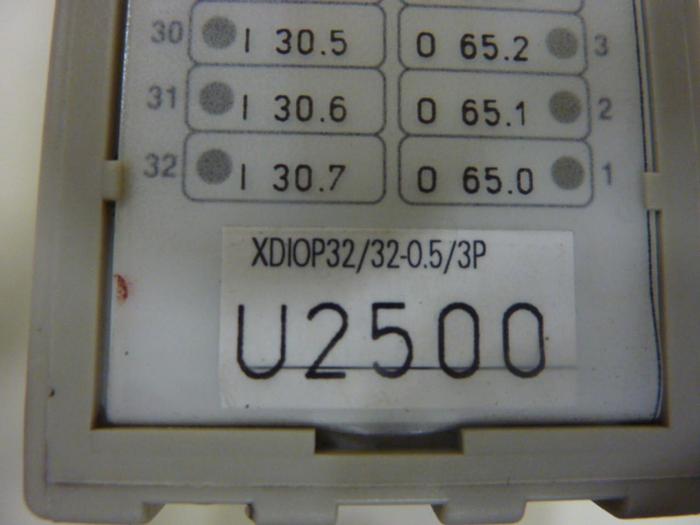 30 I 30.5 O 65.2 3
31 I 30.6 O 65.1 2
32 I 30.7 O 65.0 1
XDIOP32/32-0.5/3P
U2500